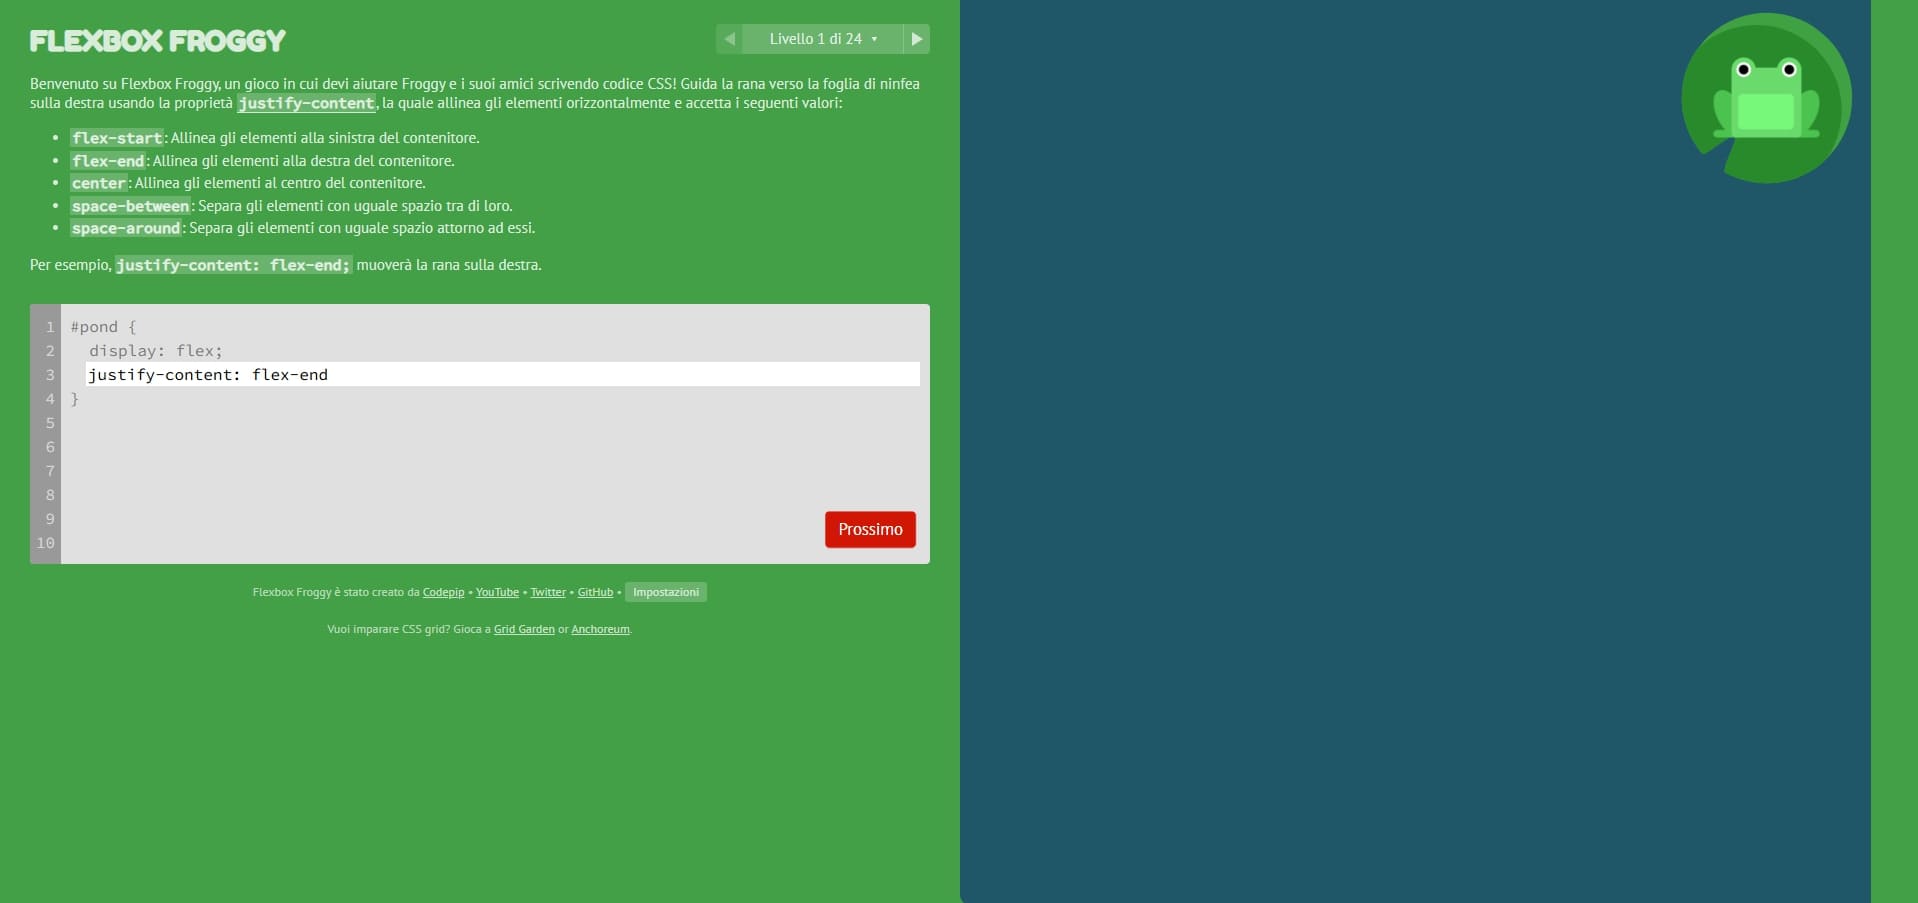 FLEXBOX FROGGY
◀ Livello 1 di 24 ▾ ▶
Benvenuto su Flexbox Froggy, un gioco in cui devi aiutare Froggy e i suoi amici scrivendo codice CSS! Guida la rana verso la foglia di ninfea
sulla destra usando la proprietà justify-content, la quale allinea gli elementi orizzontalmente e accetta i seguenti valori:
• flex-start: Allinea gli elementi alla sinistra del contenitore.
• flex-end: Allinea gli elementi alla destra del contenitore.
• center: Allinea gli elementi al centro del contenitore.
• space-between: Separa gli elementi con uguale spazio tra di loro.
• space-around: Separa gli elementi con uguale spazio attorno ad essi.
Per esempio, justify-content: flex-end; muoverà la rana sulla destra.
1 #pond {
2 display: flex;
3 justify-content: flex-end
4 }
5
6
7
8
9
10
Prossimo
Flexbox Froggy è stato creato da Codepip • YouTube • Twitter • GitHub • Impostazioni
Vuoi imparare CSS grid? Gioca a Grid Garden or Anchoreum.